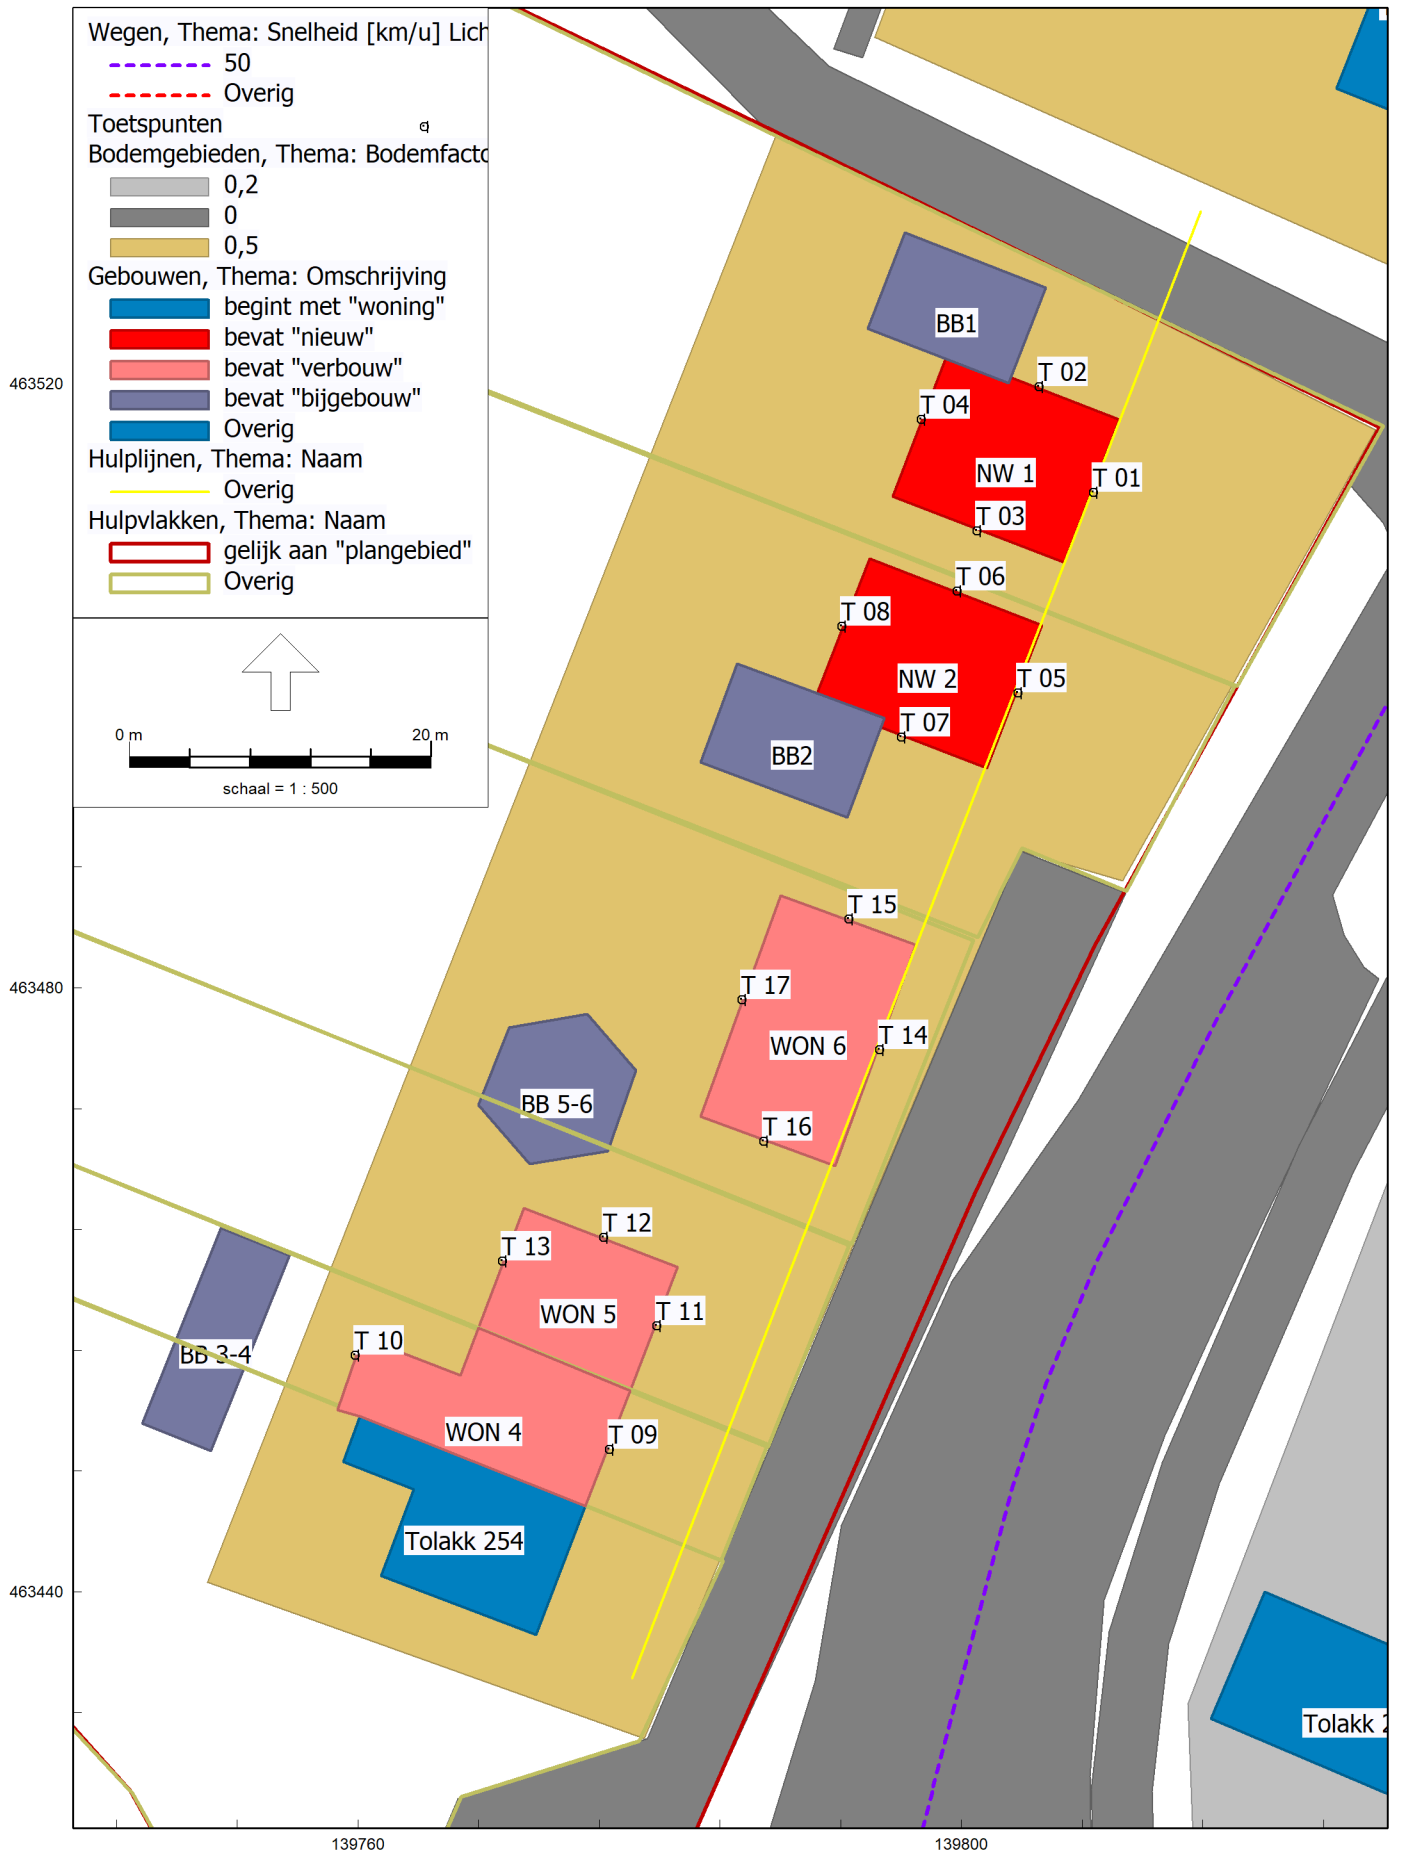 Wegen, Thema: Snelheid [km/u] Lich
50
Overig
Toetspunten
Bodemgebieden, Thema: Bodemfacto
0,2
0
0,5
Gebouwen, Thema: Omschrijving
begint met "woning"
bevat "nieuw"
bevat "verbouw"
bevat "bijgebouw"
Overig
Hulplijnen, Thema: Naam
Overig
Hulpvlakken, Thema: Naam
gelijk aan "plangebied"
Overig
0 m
20 m
schaal = 1 : 500
463520
463480
463440
139760
139800
BB1
T 02
T 04
NW 1
T 01
T 03
T 06
T 08
NW 2
T 05
T 07
BB2
T 15
T 17
T 14
WON 6
BB 5-6
T 16
T 12
T 13
WON 5
T 11
T 10
BB 3-4
WON 4
T 09
Tolakk 254
Tolakk 2